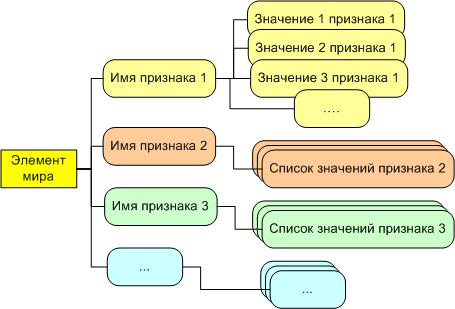 Элемент
мира
Имя признака 1
Значение 1 признака 1
Значение 2 признака 1
Значение 3 признака 1
....
Имя признака 2
Список значений признака 2
Имя признака 3
Список значений признака 3
...
...